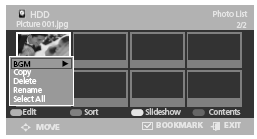 HDD Photo List
Picture 001.jpg 2/2
BGM
Copy
Delete
Rename
Select All
Edit Sort Slideshow Contents
MOVE BOOKMARK EXIT